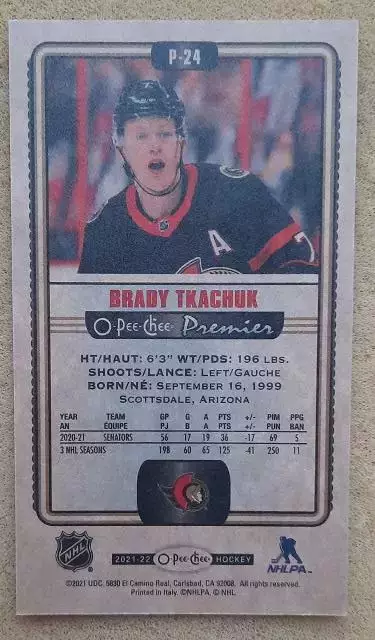 P-24
A
7
BRADY TKACHUK
O-Pee-Chee Premier
HT/HAUT: 6'3" WT/PDS: 196 LBS.
SHOOTS/LANCE: LEFT/GAUCHE
BORN/NÉ: SEPTEMBER 16, 1999
SCOTTSDALE, ARIZONA
YEAR TEAM GP G A PTS +/- PIM PPG
AN ÉQUIPE PJ B A PTS +/- PUN BAN
2020-21 SENATORS 56 17 19 36 -17 69 5
3 NHL SEASONS 198 60 65 125 -41 250 11
NHL 2021-22 O-Pee-Chee HOCKEY NHLPA
©2021 UDC. 5830 El Camino Real, Carlsbad, CA 92008. All rights reserved.
Printed in Italy. ©NHLPA. © NHL